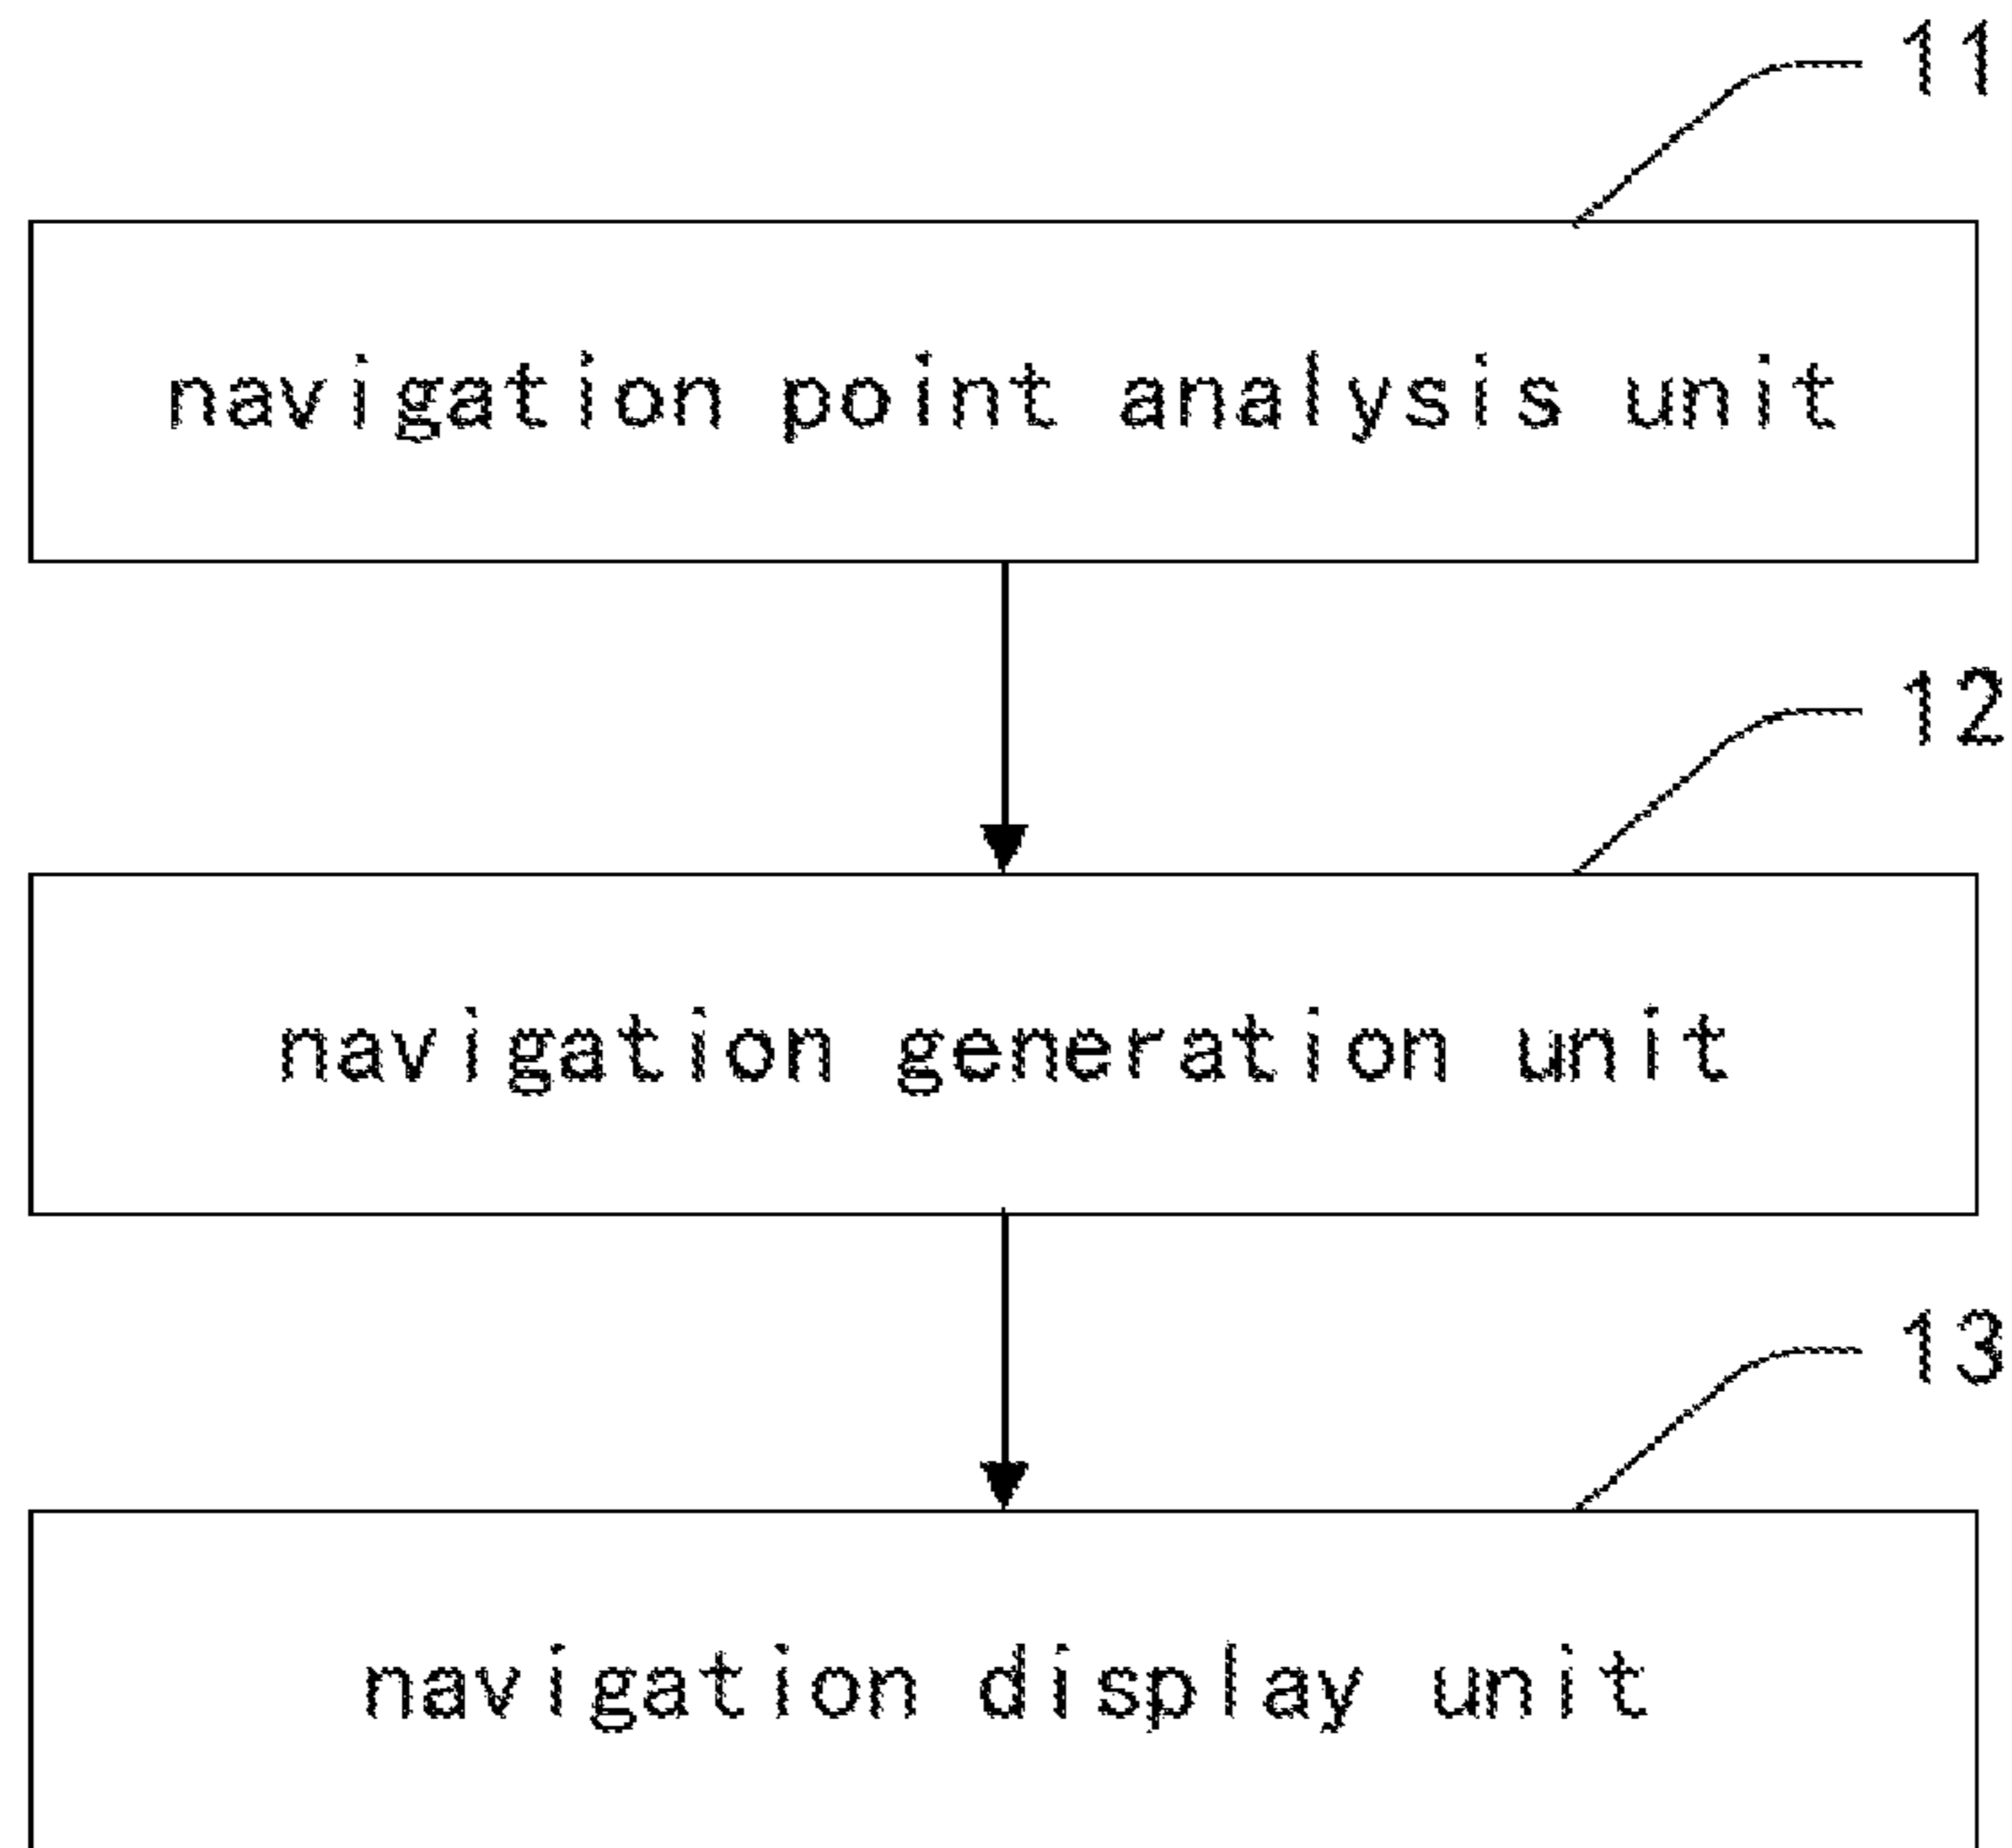 11
navigation point analysis unit
12
navigation generation unit
13
navigation display unit